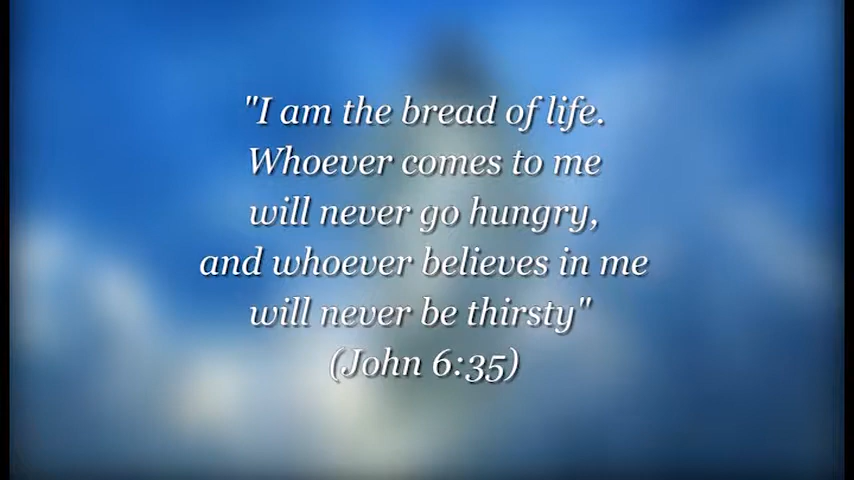 "I am the bread of life.
Whoever comes to me
will never go hungry,
and whoever believes in me
will never be thirsty"
(John 6:35)